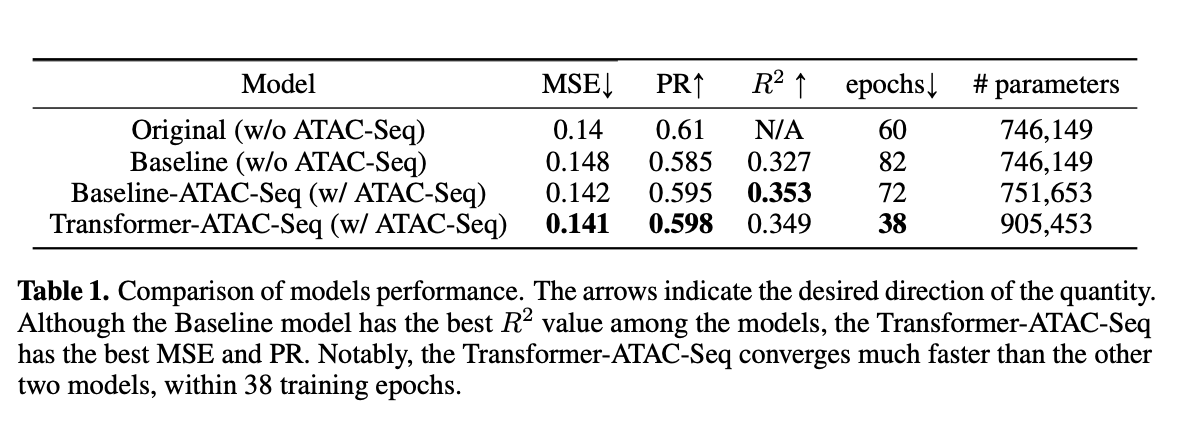 Model MSE↓ PR↑ R² ↑ epochs↓ # parameters
Original (w/o ATAC-Seq) 0.14 0.61 N/A 60 746,149
Baseline (w/o ATAC-Seq) 0.148 0.585 0.327 82 746,149
Baseline-ATAC-Seq (w/ ATAC-Seq) 0.142 0.595 0.353 72 751,653
Transformer-ATAC-Seq (w/ ATAC-Seq) 0.141 0.598 0.349 38 905,453
Table 1. Comparison of models performance. The arrows indicate the desired direction of the quantity.
Although the Baseline model has the best R² value among the models, the Transformer-ATAC-Seq
has the best MSE and PR. Notably, the Transformer-ATAC-Seq converges much faster than the other
two models, within 38 training epochs.